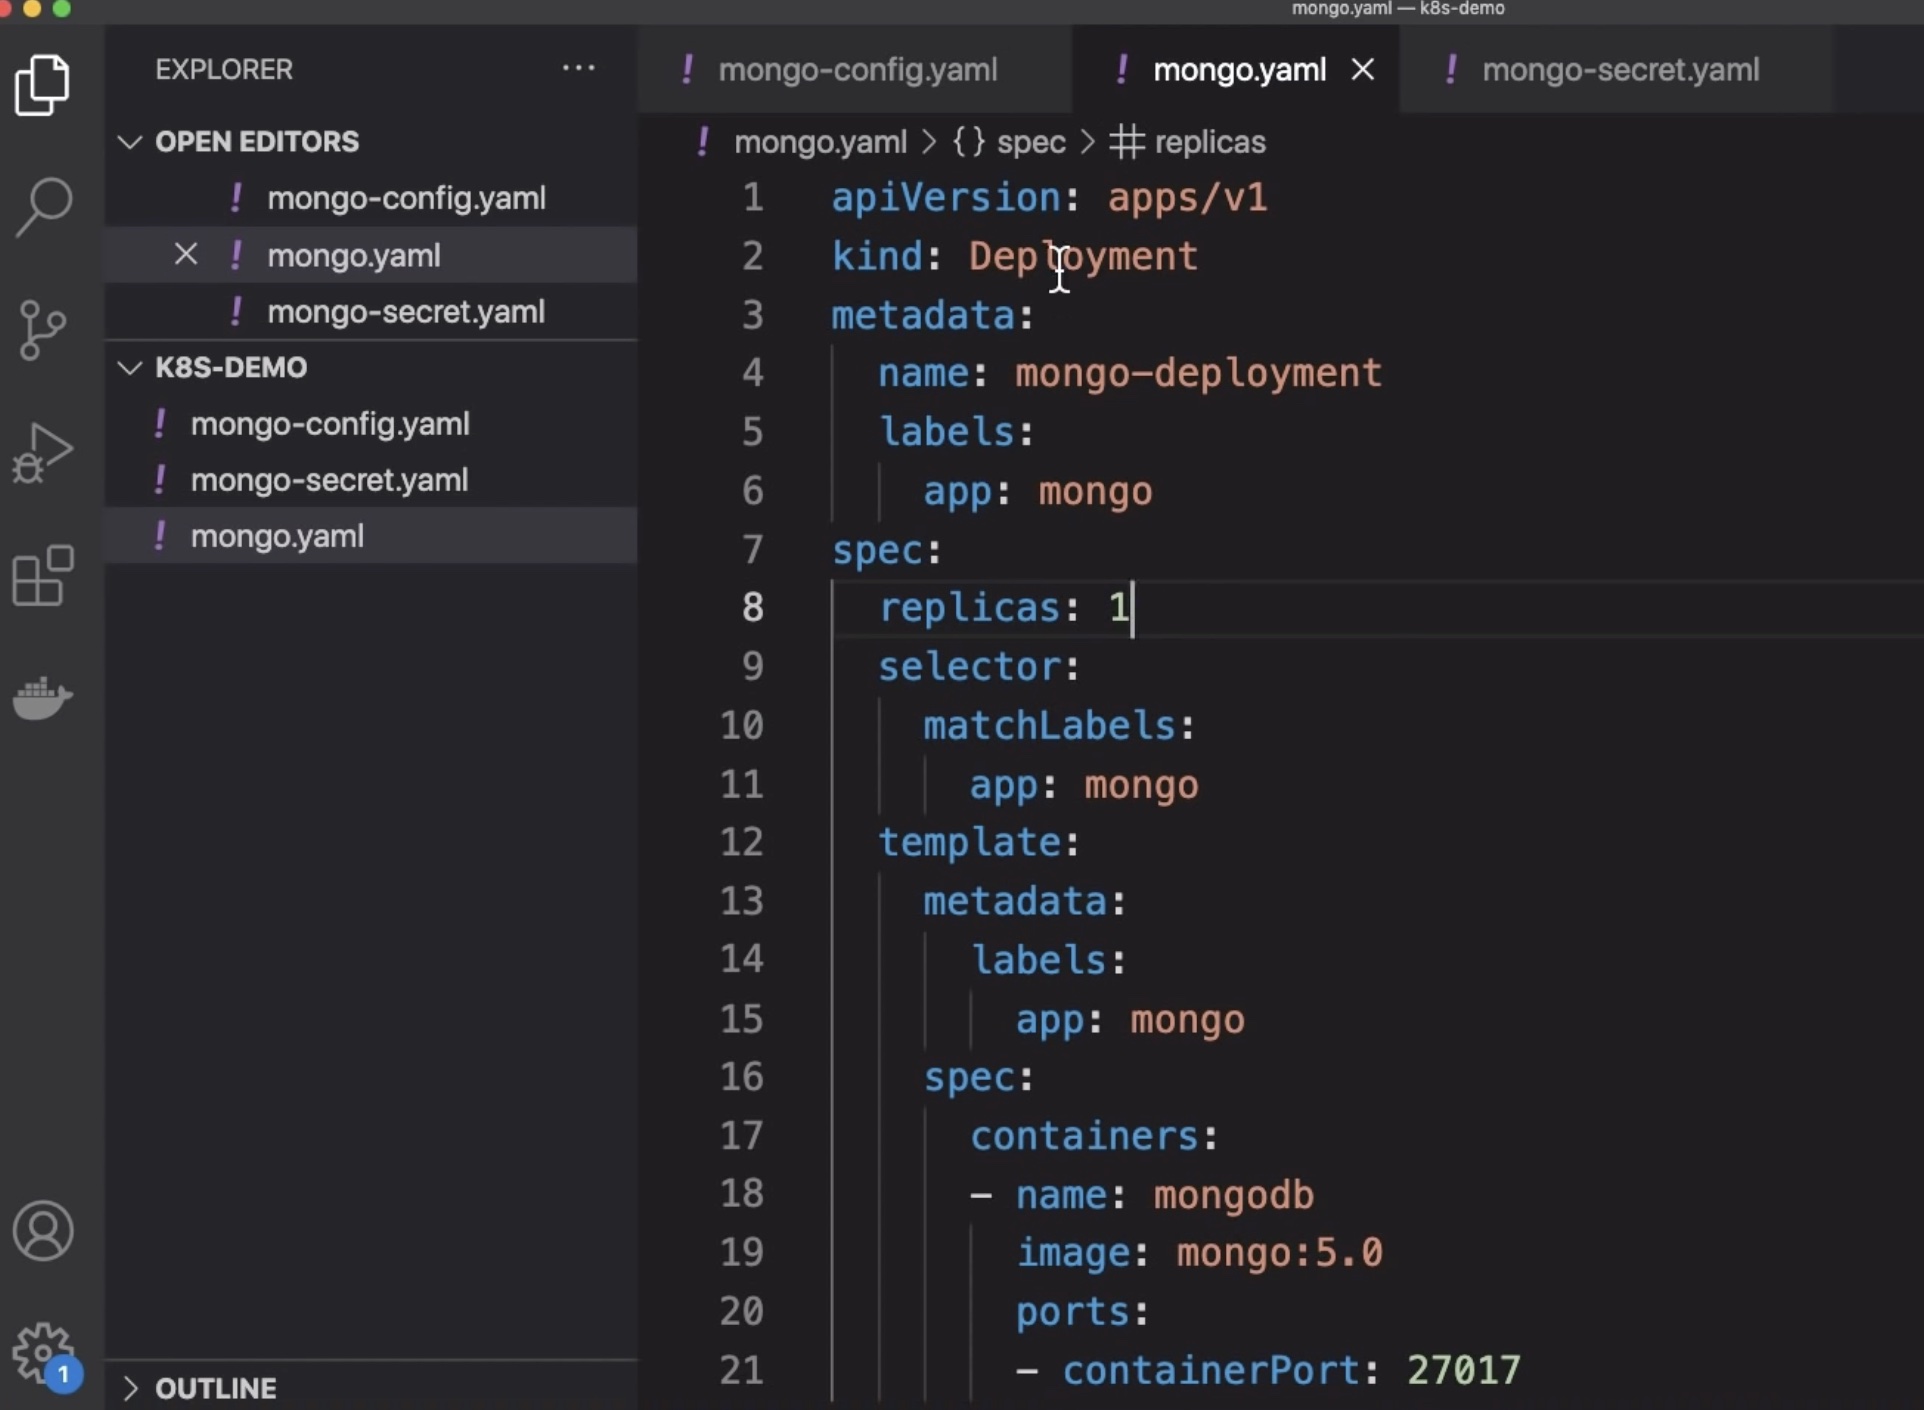 mongo.yaml — k8s-demo
EXPLORER ...
OPEN EDITORS
! mongo-config.yaml
! mongo.yaml
! mongo-secret.yaml
K8S-DEMO
! mongo-config.yaml
! mongo-secret.yaml
! mongo.yaml
1
OUTLINE
! mongo-config.yaml ! mongo.yaml ! mongo-secret.yaml
! mongo.yaml > {} spec > # replicas
1 apiVersion: apps/v1
2 kind: Deployment
3 metadata:
4   name: mongo-deployment
5   labels:
6     app: mongo
7 spec:
8   replicas: 1
9   selector:
10     matchLabels:
11       app: mongo
12   template:
13     metadata:
14       labels:
15         app: mongo
16     spec:
17       containers:
18       - name: mongodb
19         image: mongo:5.0
20         ports:
21         - containerPort: 27017